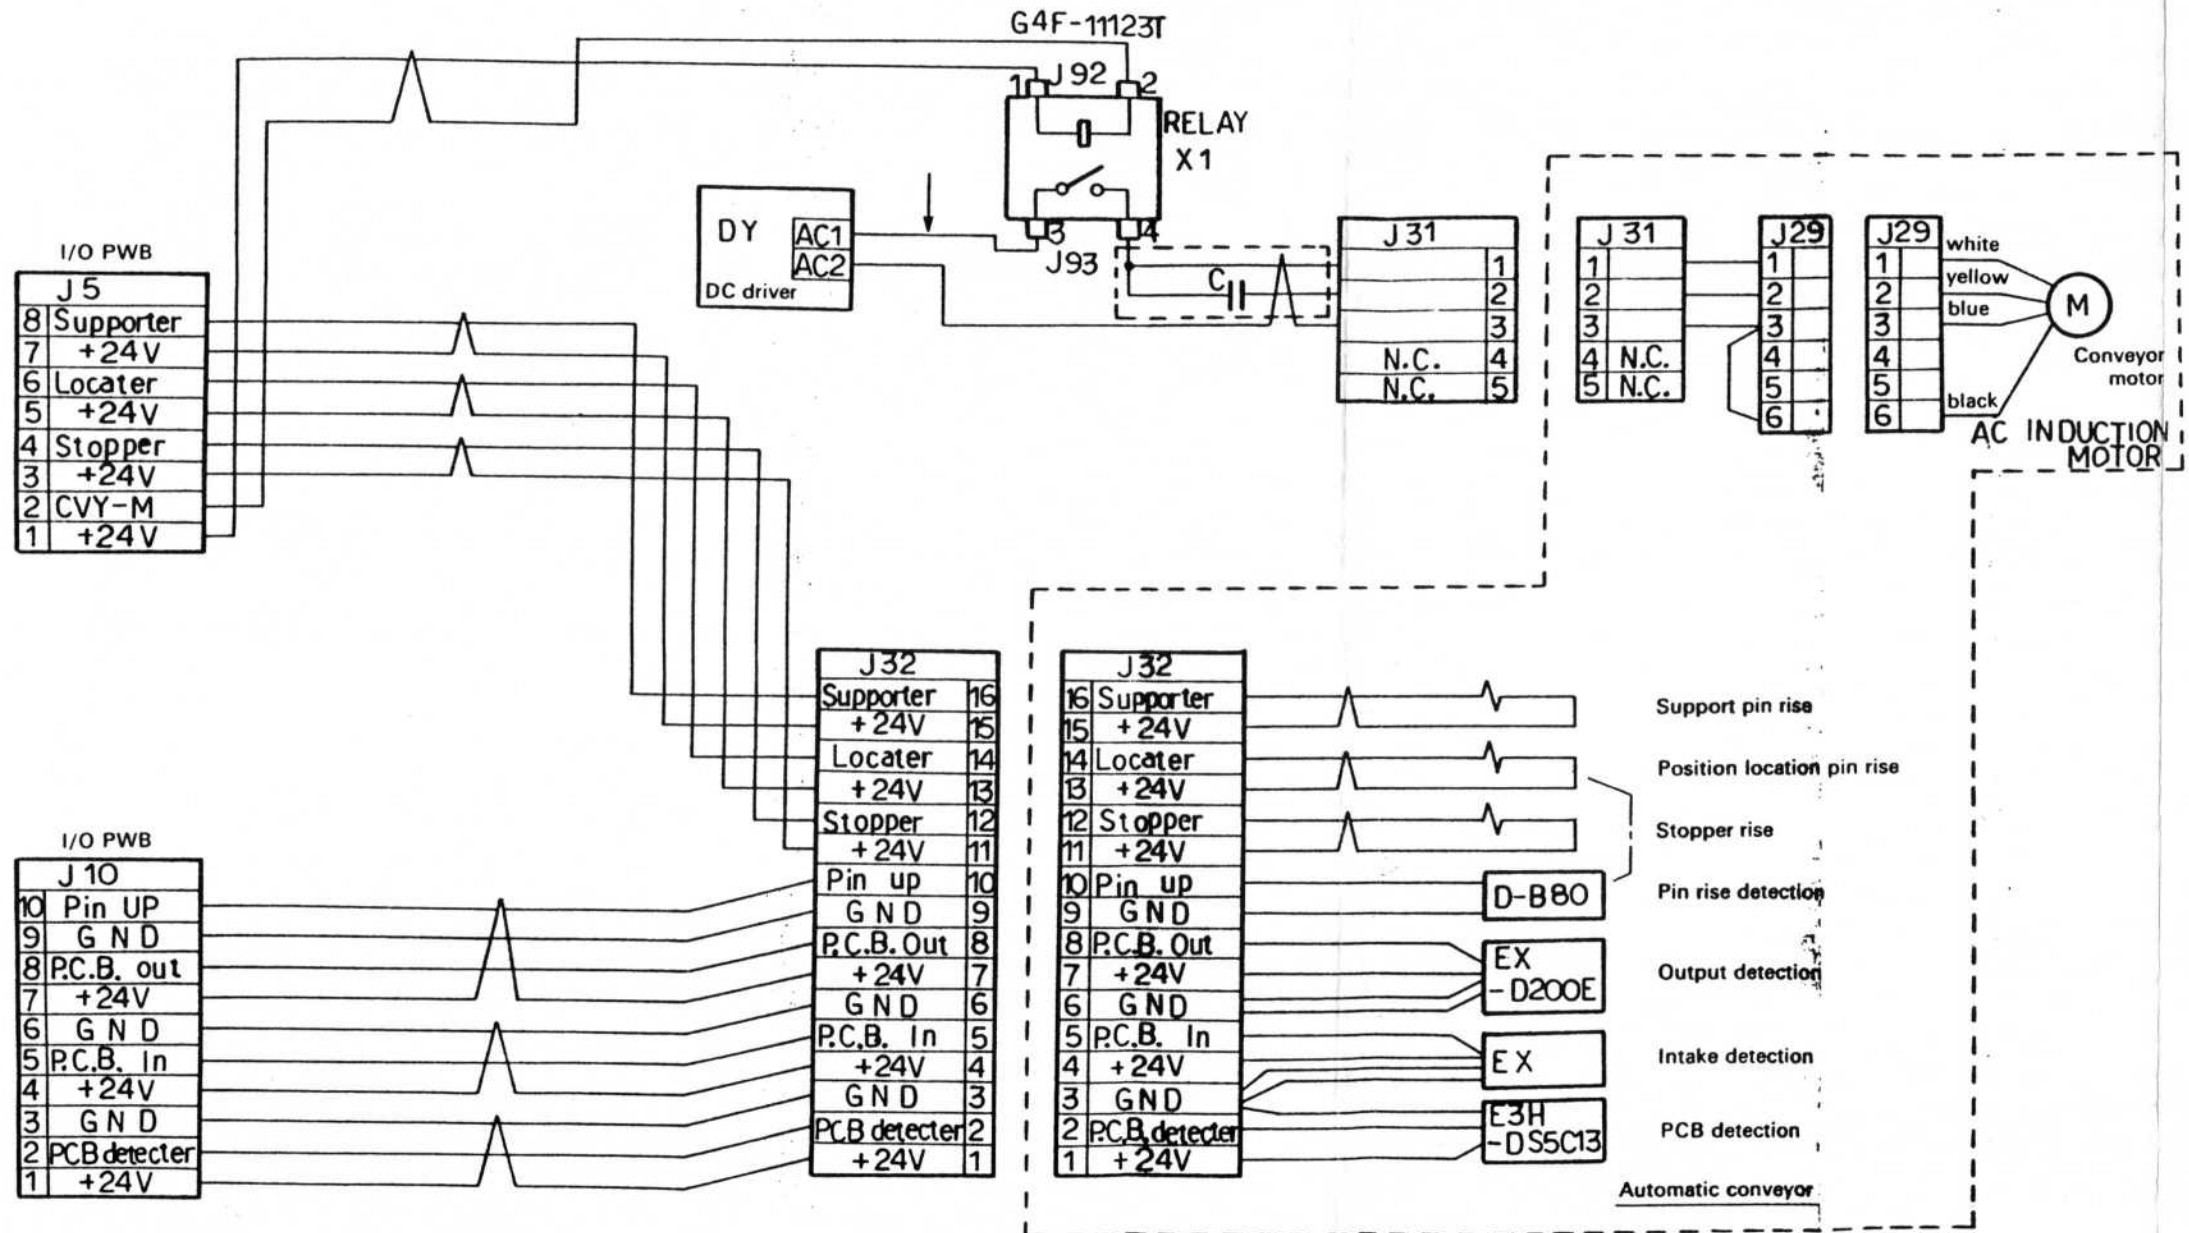 G4F-11123T
1 J92 2
RELAY
X1
DY AC1
AC2
DC driver
3 4
J93
C
I/O PWB
J5
8 Supporter
7 +24V
6 Locater
5 +24V
4 Stopper
3 +24V
2 CVY-M
1 +24V
J31
1
2
3
N.C. 4
N.C. 5
J31
1
2
3
4 N.C.
5 N.C.
J29
1
2
3
4
5
6
J29
1
2
3
4
5
6
white
yellow
blue
black
M
Conveyor
motor
AC INDUCTION
MOTOR
J32
Supporter 16
+24V 15
Locater 14
+24V 13
Stopper 12
+24V 11
Pin up 10
GND 9
P.C.B. Out 8
+24V 7
GND 6
P.C.B. In 5
+24V 4
GND 3
PCB detecter 2
+24V 1
J32
16 Supporter
15 +24V
14 Locater
13 +24V
12 Stopper
11 +24V
10 Pin up
9 GND
8 P.C.B. Out
7 +24V
6 GND
5 P.C.B. In
4 +24V
3 GND
2 P.C.B. detecter
1 +24V
D-B80
EX
-D200E
EX
E3H
-DS5C13
Support pin rise
Position location pin rise
Stopper rise
Pin rise detection
Output detection
Intake detection
PCB detection
Automatic conveyor
I/O PWB
J10
10 Pin UP
9 GND
8 P.C.B. out
7 +24V
6 GND
5 P.C.B. In
4 +24V
3 GND
2 PCB detecter
1 +24V